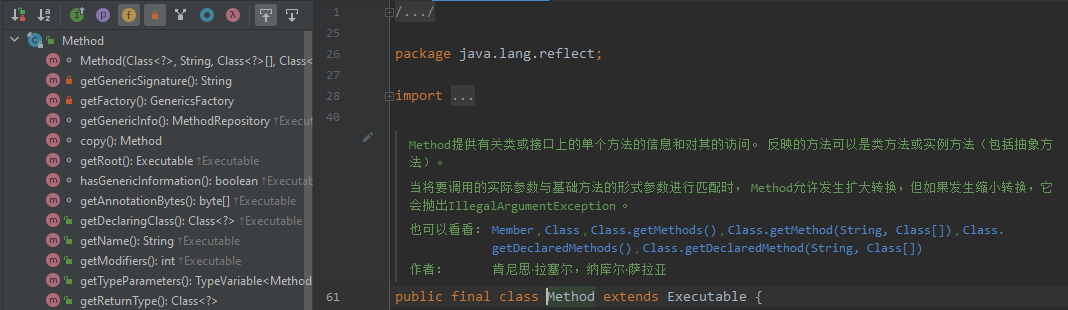 Method
Method(Class<?>, String, Class<?>[], Class<
getGenericSignature(): String
getFactory(): GenericsFactory
getGenericInfo(): MethodRepository ↑Execut
copy(): Method
getRoot(): Executable ↑Executable
hasGenericInformation(): boolean ↑Executab
getAnnotationBytes(): byte[] ↑Executable
getDeclaringClass(): Class<?> ↑Executable
getName(): String ↑Executable
getModifiers(): int ↑Executable
getTypeParameters(): TypeVariable<Method
getReturnType(): Class<?>
1 /.../
25
26 package java.lang.reflect;
27
28 import ...
40
Method提供有关类或接口上的单个方法的信息和对其的访问。 反映的方法可以是类方法或实例方法（包括抽象方
法）。
当将要调用的实际参数与基础方法的形式参数进行匹配时， Method允许发生扩大转换，但如果发生缩小转换，它
会抛出IllegalArgumentException 。
也可以看看： Member , Class , Class.getMethods() , Class.getMethod(String, Class[]) , Class.
getDeclaredMethods() , Class.getDeclaredMethod(String, Class[])
作者： 肯尼思·拉塞尔，纳库尔·萨拉亚
61 public final class Method extends Executable {